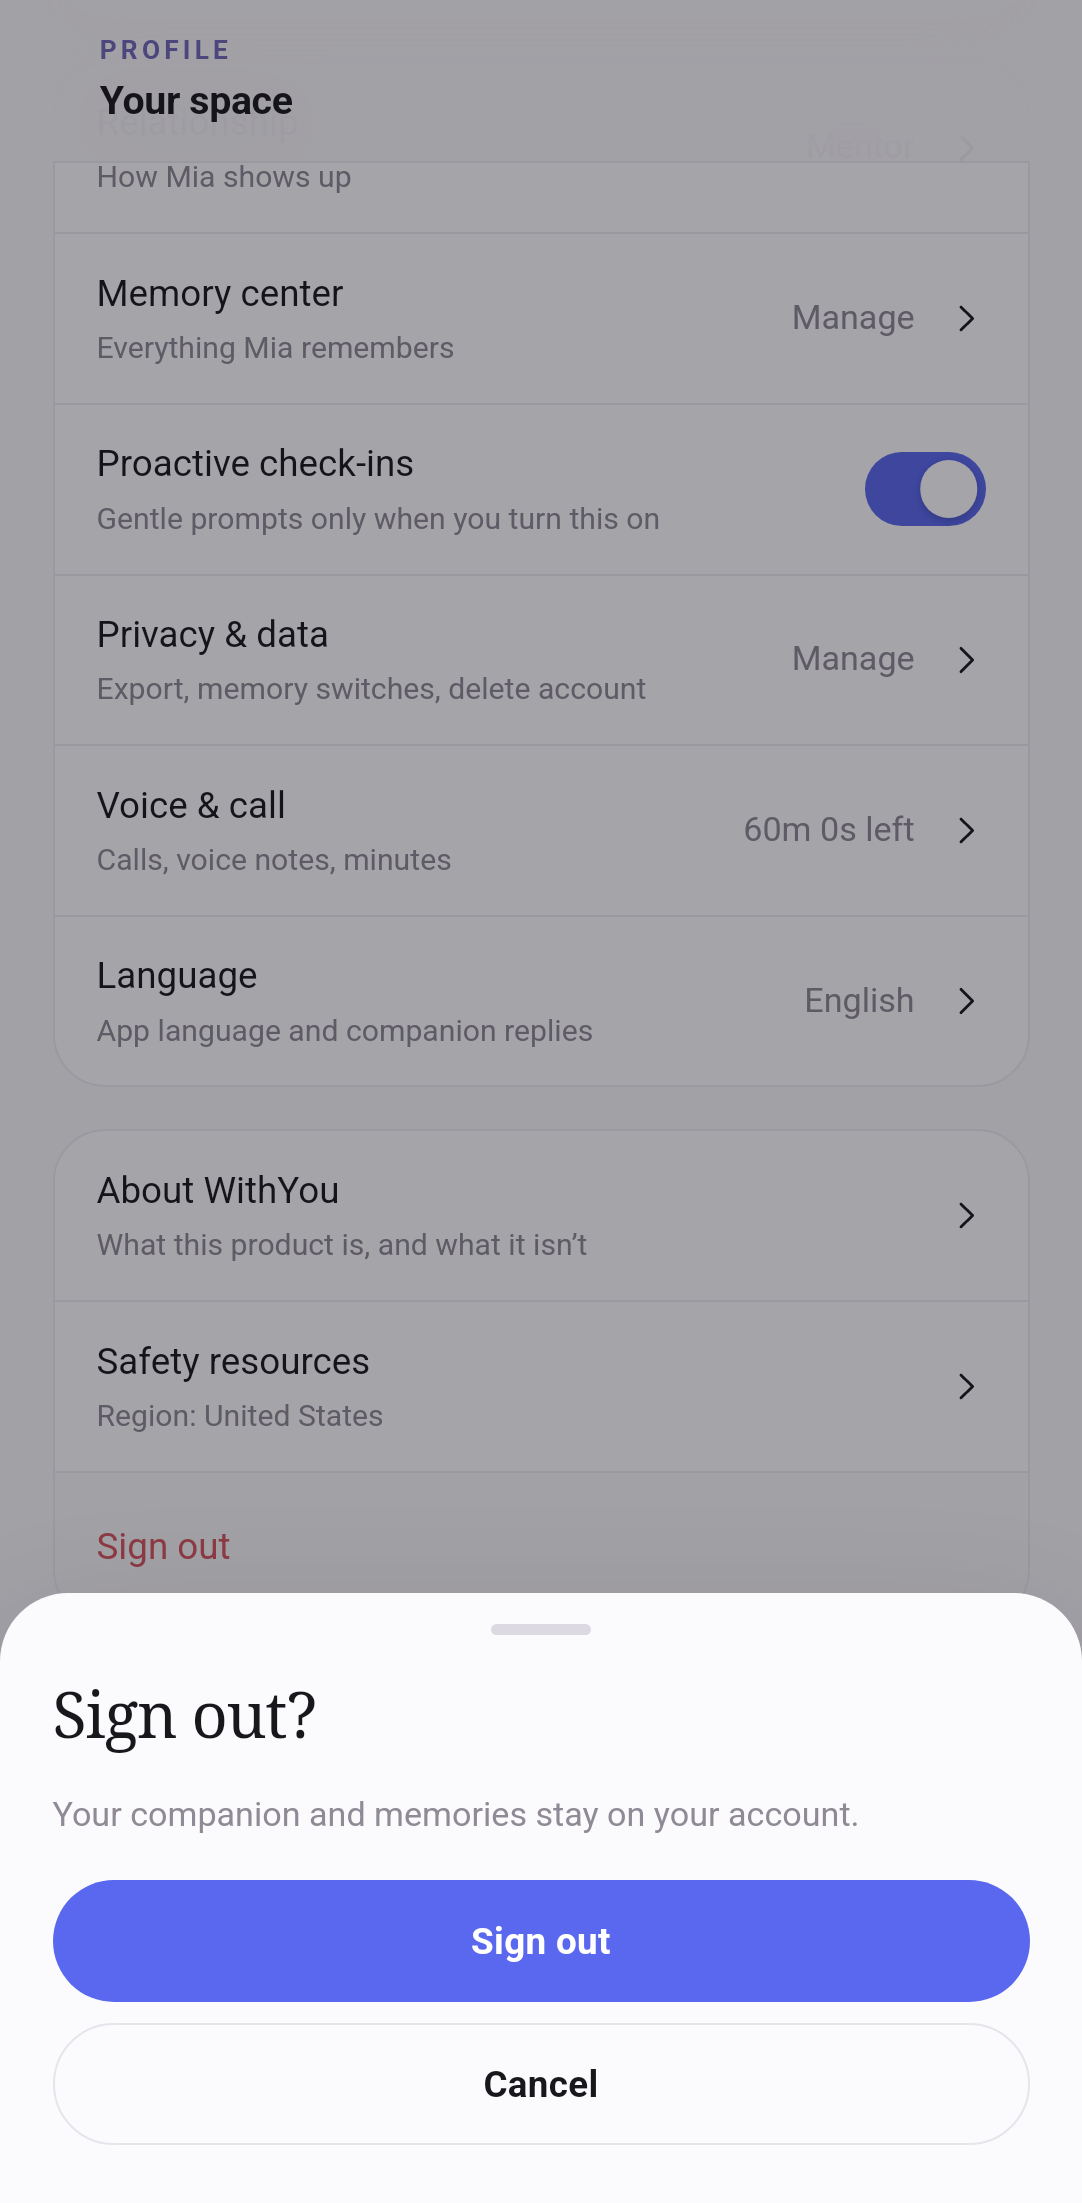 PROFILE
Your space
Relationship
Mentor
How Mia shows up
Memory center
Everything Mia remembers
Manage
Proactive check-ins
Gentle prompts only when you turn this on
Privacy & data
Export, memory switches, delete account
Manage
Voice & call
Calls, voice notes, minutes
60m 0s left
Language
App language and companion replies
English
About WithYou
What this product is, and what it isn’t
Safety resources
Region: United States
Sign out
Sign out?
Your companion and memories stay on your account.
Sign out
Cancel